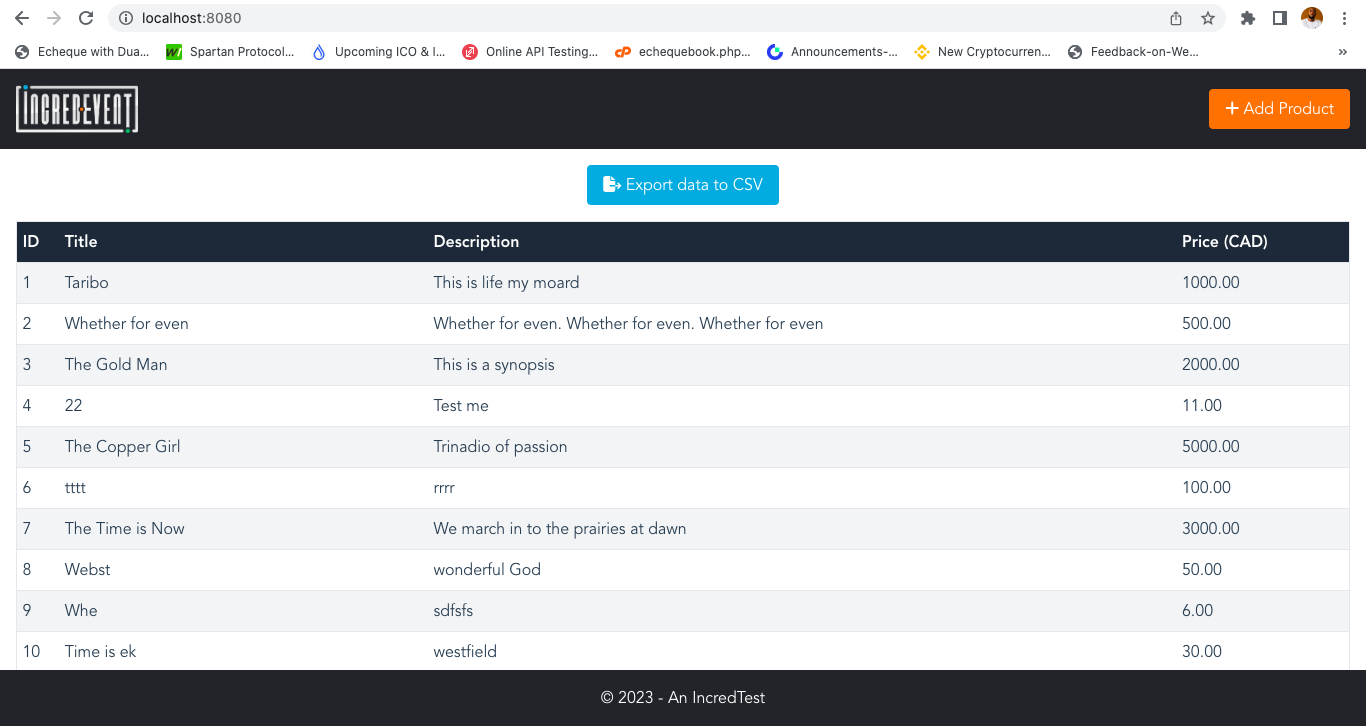 localhost:8080
Echeque with Dua... Spartan Protocol... Upcoming ICO & I... Online API Testing... echequebook.php... Announcements-... New Cryptocurren... Feedback-on-We... »
INCREDEVENT
+ Add Product
Export data to CSV
ID Title Description Price (CAD)
1 Taribo This is life my moard 1000.00
2 Whether for even Whether for even. Whether for even. Whether for even 500.00
3 The Gold Man This is a synopsis 2000.00
4 22 Test me 11.00
5 The Copper Girl Trinadio of passion 5000.00
6 tttt rrrr 100.00
7 The Time is Now We march in to the prairies at dawn 3000.00
8 Webst wonderful God 50.00
9 Whe sdfsfs 6.00
10 Time is ek westfield 30.00
© 2023 - An IncredTest